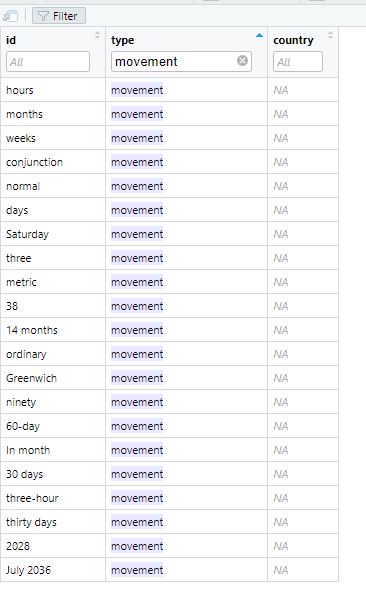 Filter
id type country
All movement All
hours movement NA
months movement NA
weeks movement NA
conjunction movement NA
normal movement NA
days movement NA
Saturday movement NA
three movement NA
metric movement NA
38 movement NA
14 months movement NA
ordinary movement NA
Greenwich movement NA
ninety movement NA
60-day movement NA
In month movement NA
30 days movement NA
three-hour movement NA
thirty days movement NA
2028 movement NA
July 2036 movement NA